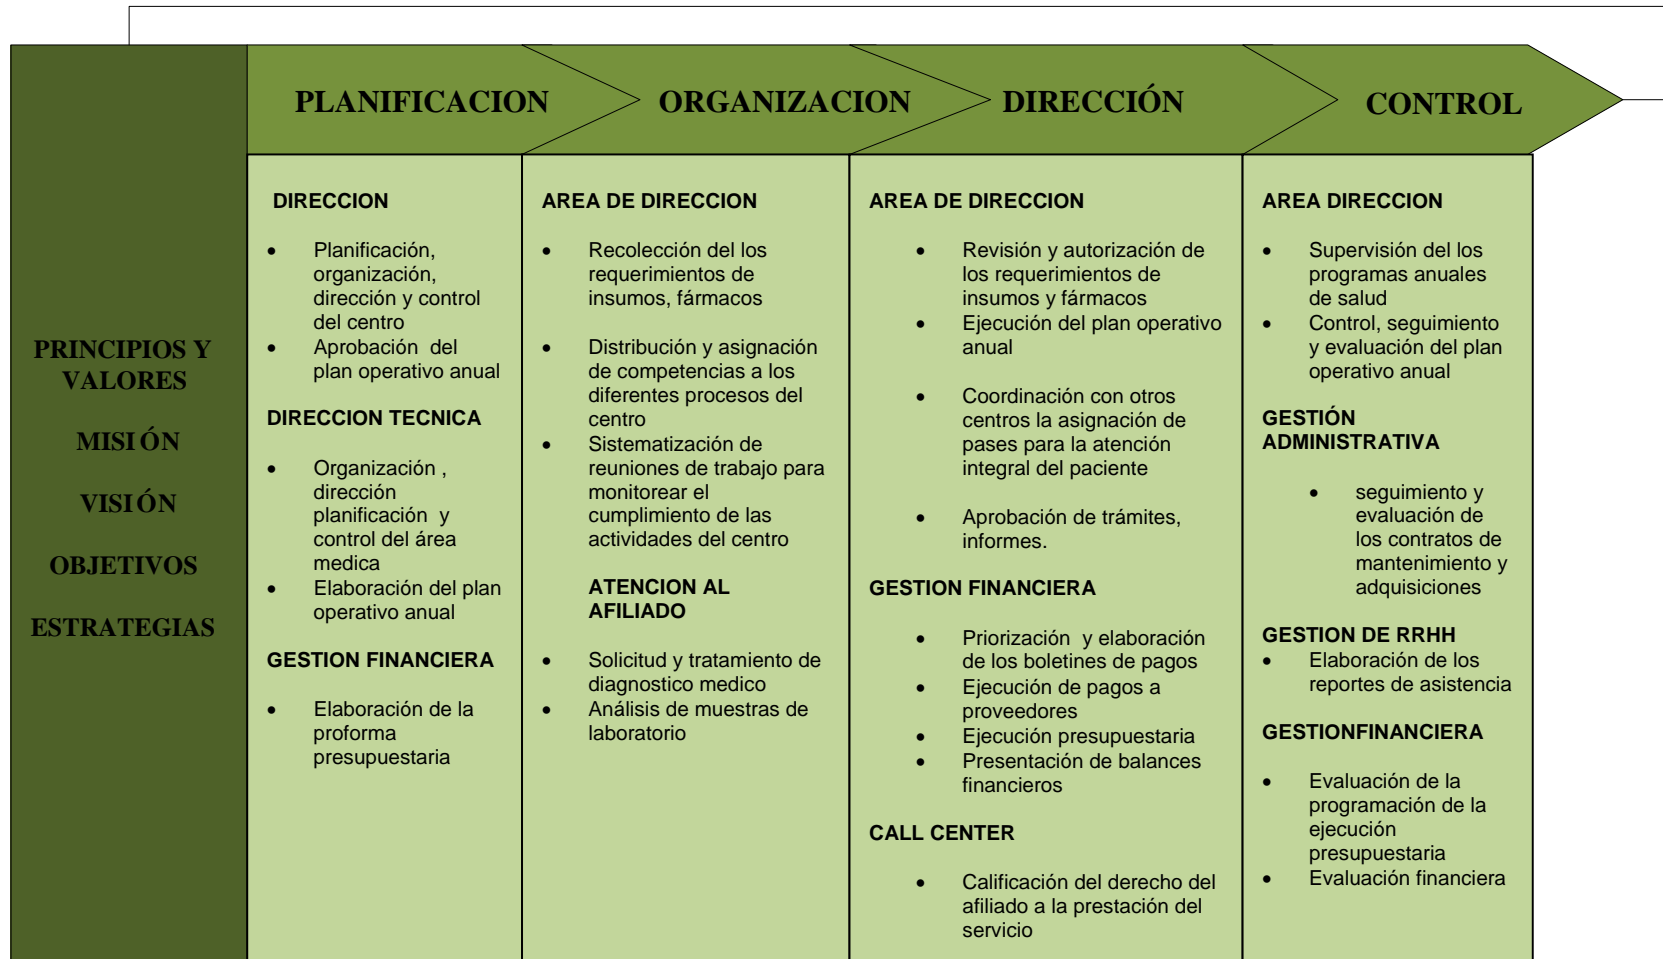 PRINCIPIOS Y
VALORES
MISIÓN
VISIÓN
OBJETIVOS
ESTRATEGIAS
PLANIFICACION
ORGANIZACION
DIRECCIÓN
CONTROL
DIRECCION
• Planificación,
organización,
dirección y control
del centro
• Aprobación del
plan operativo anual
DIRECCION TECNICA
• Organización ,
dirección
planificación y
control del área
medica
• Elaboración del plan
operativo anual
GESTION FINANCIERA
• Elaboración de la
proforma
presupuestaria
AREA DE DIRECCION
• Recolección del los
requerimientos de
insumos, fármacos
• Distribución y asignación
de competencias a los
diferentes procesos del
centro
• Sistematización de
reuniones de trabajo para
monitorear el
cumplimiento de las
actividades del centro
ATENCION AL
AFILIADO
• Solicitud y tratamiento de
diagnostico medico
• Análisis de muestras de
laboratorio
AREA DE DIRECCION
• Revisión y autorización de
los requerimientos de
insumos y fármacos
• Ejecución del plan operativo
anual
• Coordinación con otros
centros la asignación de
pases para la atención
integral del paciente
• Aprobación de trámites,
informes.
GESTION FINANCIERA
• Priorización y elaboración
de los boletines de pagos
• Ejecución de pagos a
proveedores
• Ejecución presupuestaria
• Presentación de balances
financieros
CALL CENTER
• Calificación del derecho del
afiliado a la prestación del
servicio
AREA DIRECCION
• Supervisión del los
programas anuales
de salud
• Control, seguimiento
y evaluación del plan
operativo anual
GESTIÓN
ADMINISTRATIVA
• seguimiento y
evaluación de
los contratos de
mantenimiento y
adquisiciones
GESTION DE RRHH
• Elaboración de los
reportes de asistencia
GESTIONFINANCIERA
• Evaluación de la
programación de la
ejecución
presupuestaria
• Evaluación financiera